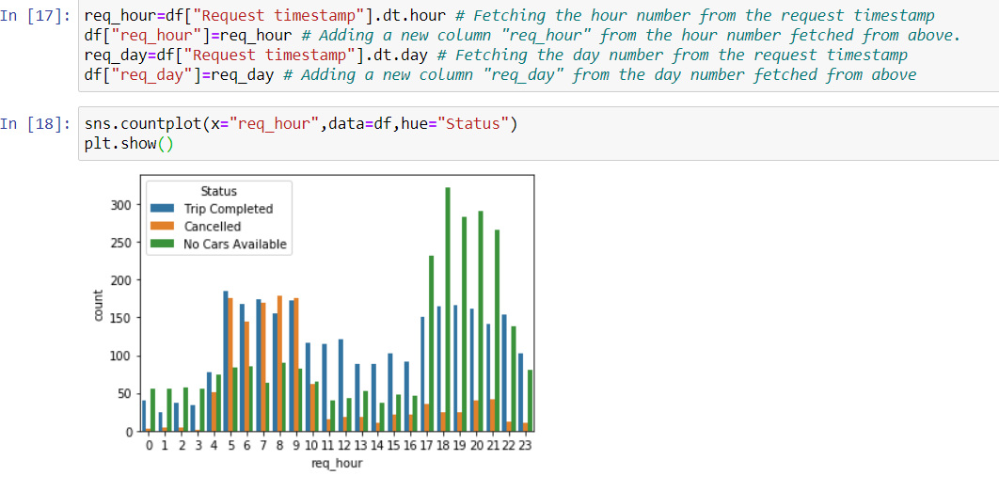 In [17]: req_hour=df["Request timestamp"].dt.hour # Fetching the hour number from the request timestamp
df["req_hour"]=req_hour # Adding a new column "req_hour" from the hour number fetched from above.
req_day=df["Request timestamp"].dt.day # Fetching the day number from the request timestamp
df["req_day"]=req_day # Adding a new column "req_day" from the day number fetched from above
In [18]: sns.countplot(x="req_hour",data=df,hue="Status")
plt.show()
Status
Trip Completed
Cancelled
No Cars Available
300
250
200
150
100
50
0
count
0 1 2 3 4 5 6 7 8 9 10 11 12 13 14 15 16 17 18 19 20 21 22 23
req_hour